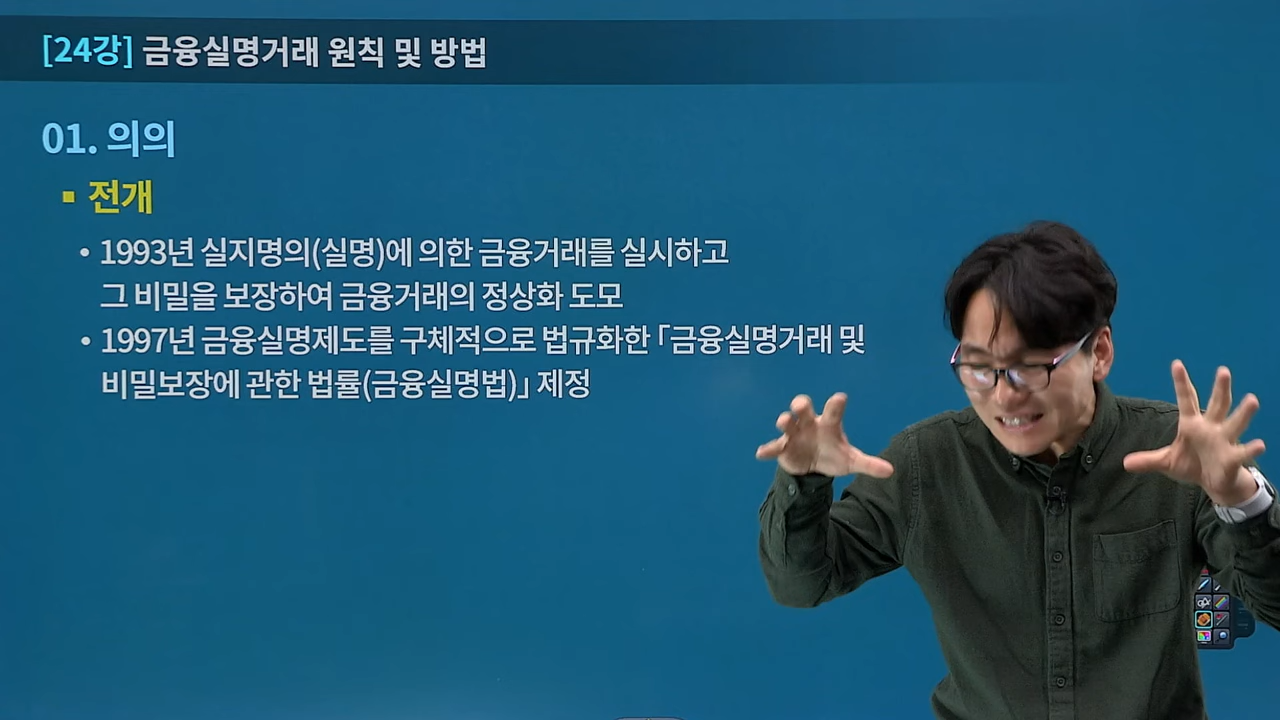 [24강] 금융실명거래 원칙 및 방법
01. 의의
▪ 전개
• 1993년 실지명의(실명)에 의한 금융거래를 실시하고
그 비밀을 보장하여 금융거래의 정상화 도모
• 1997년 금융실명제도를 구체적으로 법규화한 「금융실명거래 및
비밀보장에 관한 법률(금융실명법)」 제정